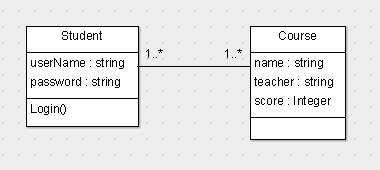 Student
userName : string
password : string
Login()
1..*
1..*
Course
name : string
teacher : string
score : Integer